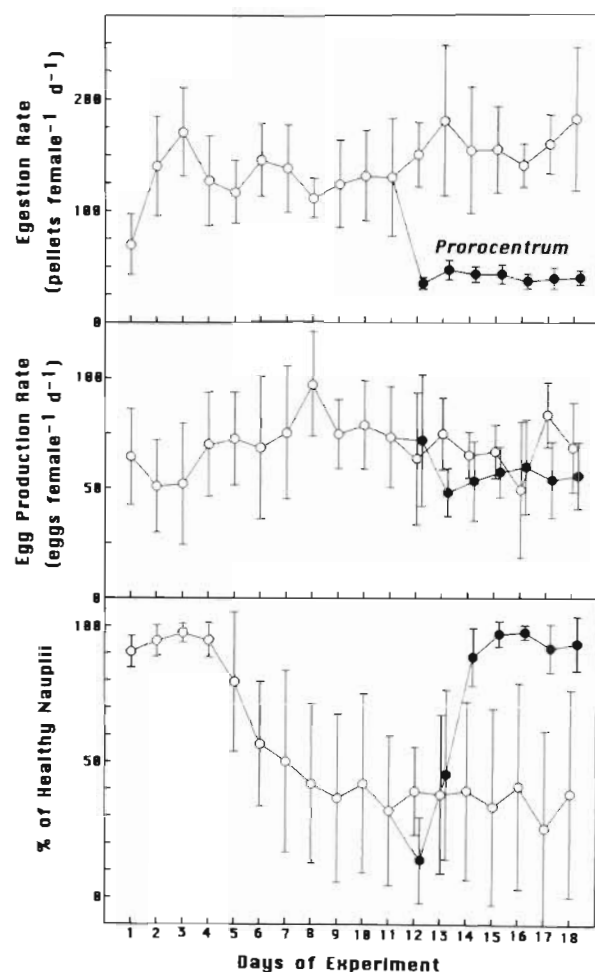 Egestion Rate
(pellets female⁻¹ d⁻¹)
200
100
0
Prorocentrum
Egg Production Rate
(eggs female⁻¹ d⁻¹)
100
50
0
% of Healthy Nauplii
100
50
0
1 2 3 4 5 6 7 8 9 10 11 12 13 14 15 16 17 18
Days of Experiment